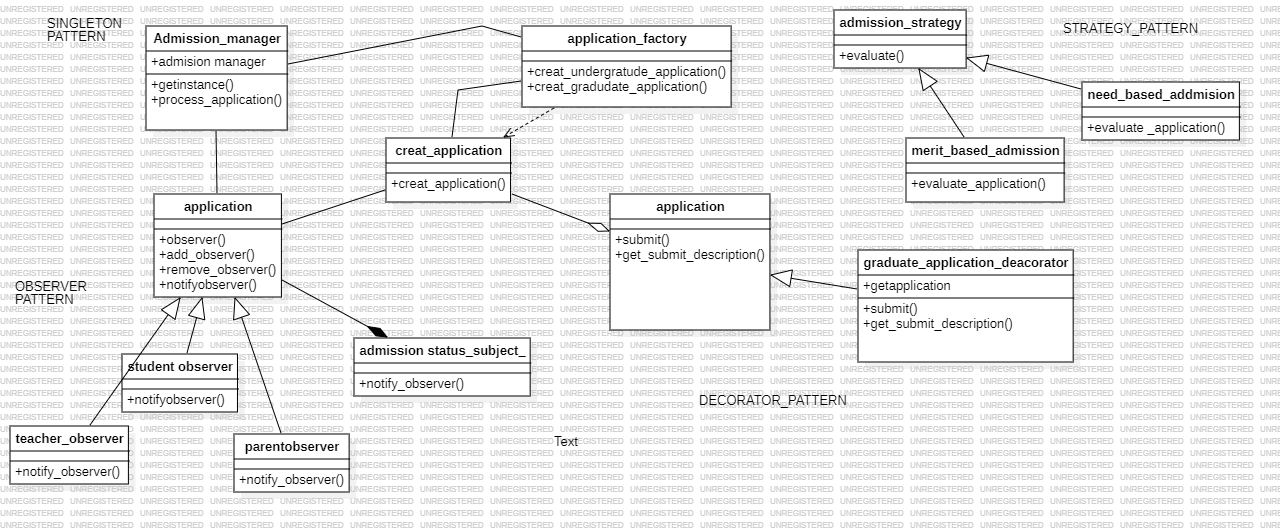 SINGLETON
PATTERN
Admission_manager
+admision manager
+getinstance()
+process_application()
application_factory
+creat_undergratude_application()
+creat_gradudate_application()
admission_strategy
+evaluate()
STRATEGY_PATTERN
need_based_addmision
+evaluate _application()
merit_based_admission
+evaluate_application()
creat_application
+creat_application()
application
+observer()
+add_observer()
+remove_observer()
+notifyobserver()
application
+submit()
+get_submit_description()
graduate_application_deacorator
+getapplication
+submit()
+get_submit_description()
OBSERVER
PATTERN
admission status_subject_
+notify_observer()
student observer
+notifyobserver()
teacher_observer
+notify_observer()
parentobserver
+notify_observer()
DECORATOR_PATTERN
Text
UNREGISTERED